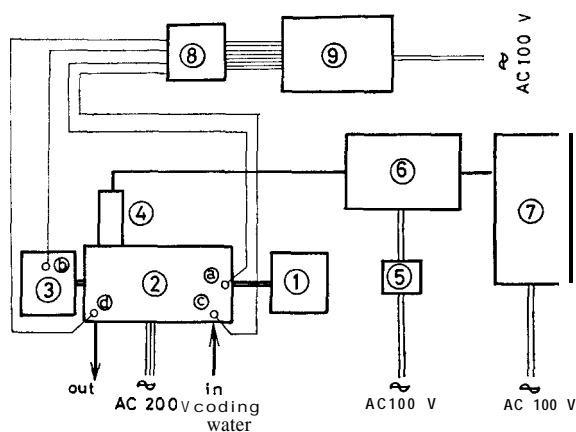 ⑧
⑨
AC 100 V
⑥
⑦
④
⑤
ⓑ
③
②
ⓐ
①
ⓓ
ⓒ
out
in
AC 200 V coding
water
AC100 V
AC 100 V